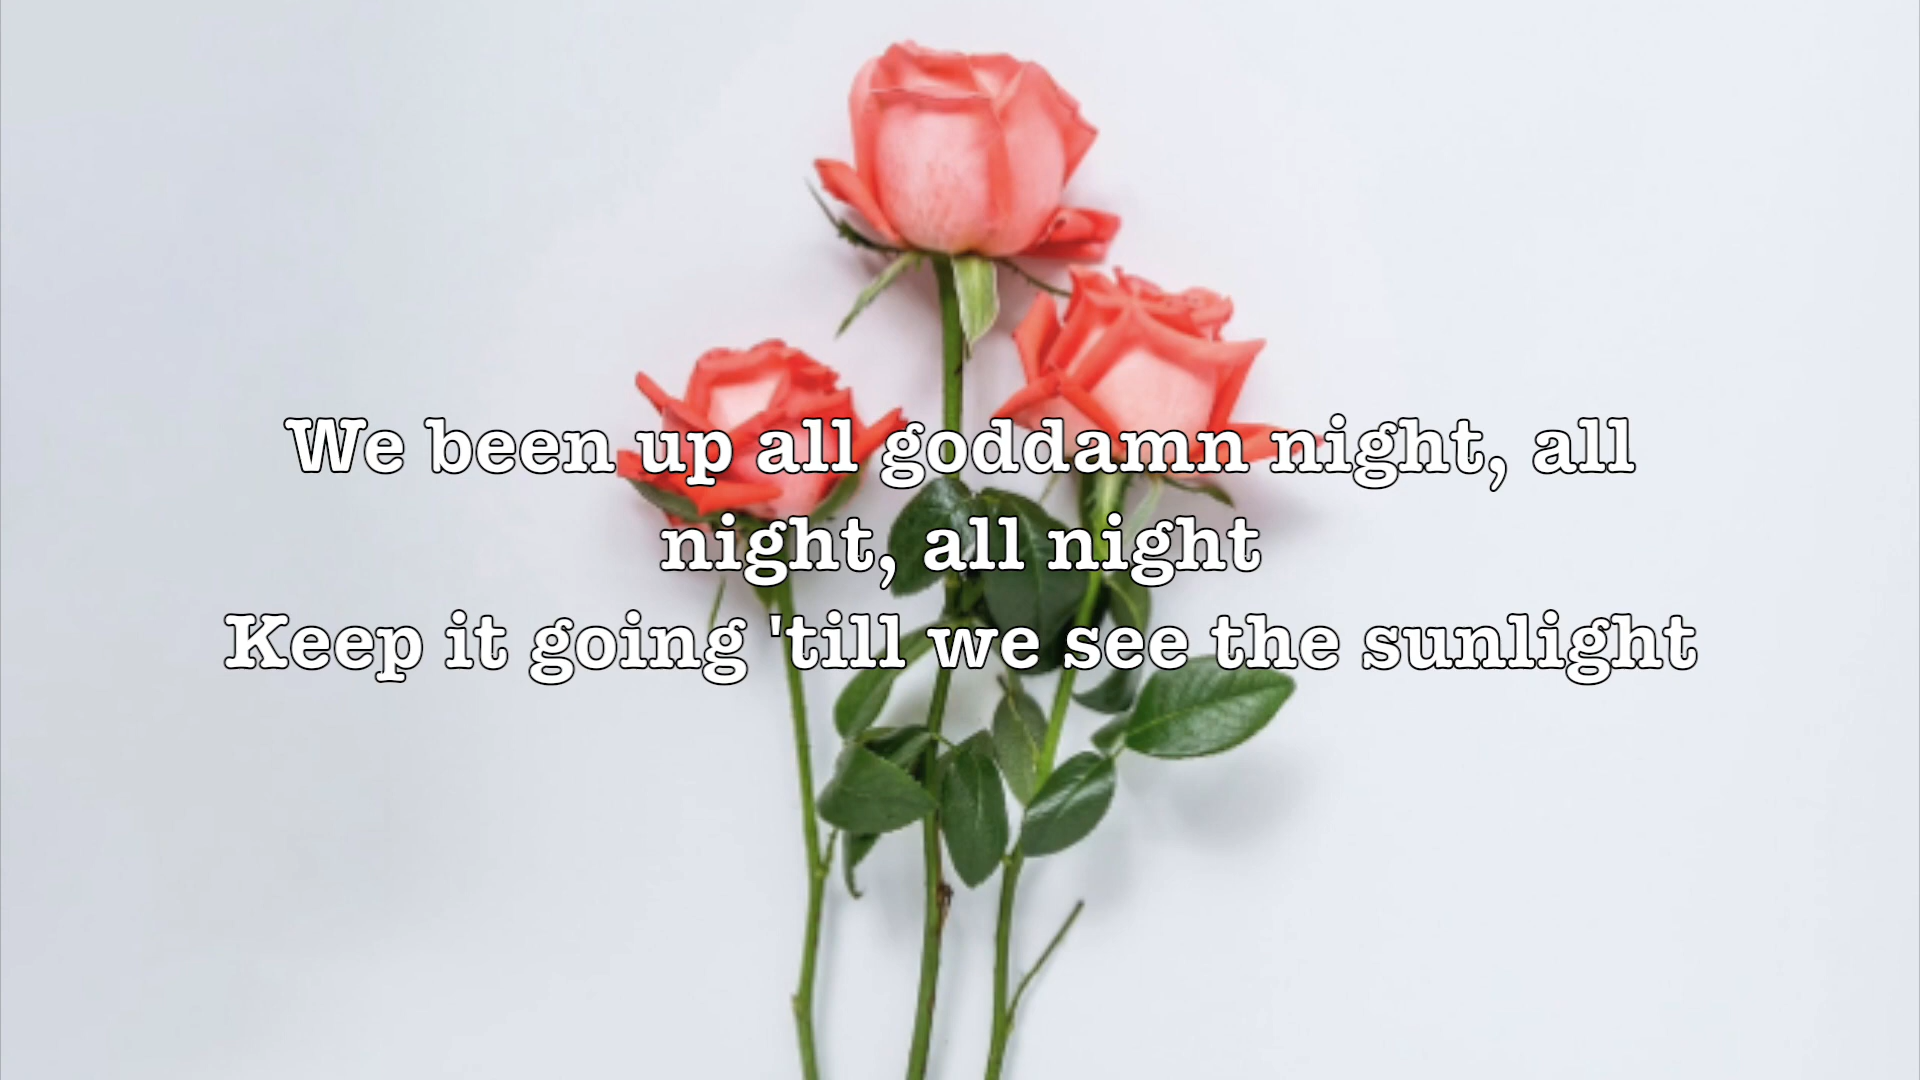 We been up all goddamn night, all
night, all night
Keep it going 'till we see the sunlight